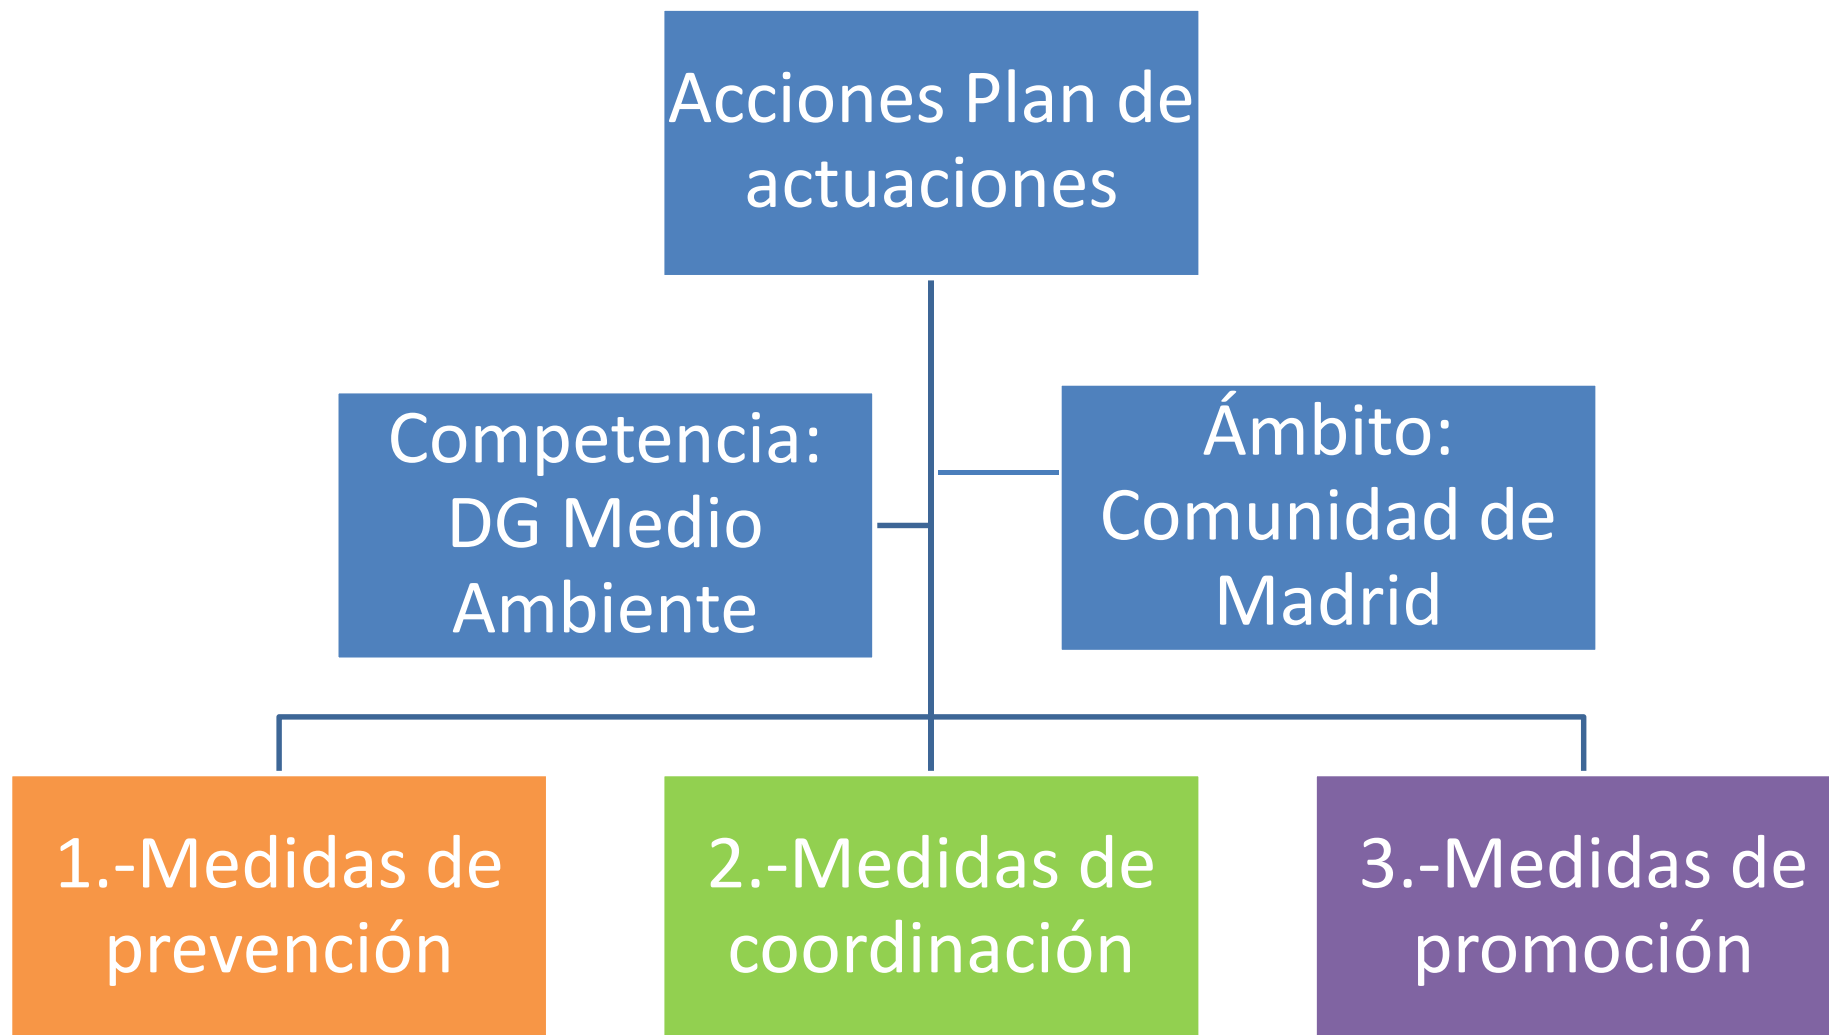 Acciones Plan de
actuaciones
Competencia:
DG Medio
Ambiente
Ámbito:
Comunidad de
Madrid
1.-Medidas de
prevención
2.-Medidas de
coordinación
3.-Medidas de
promoción